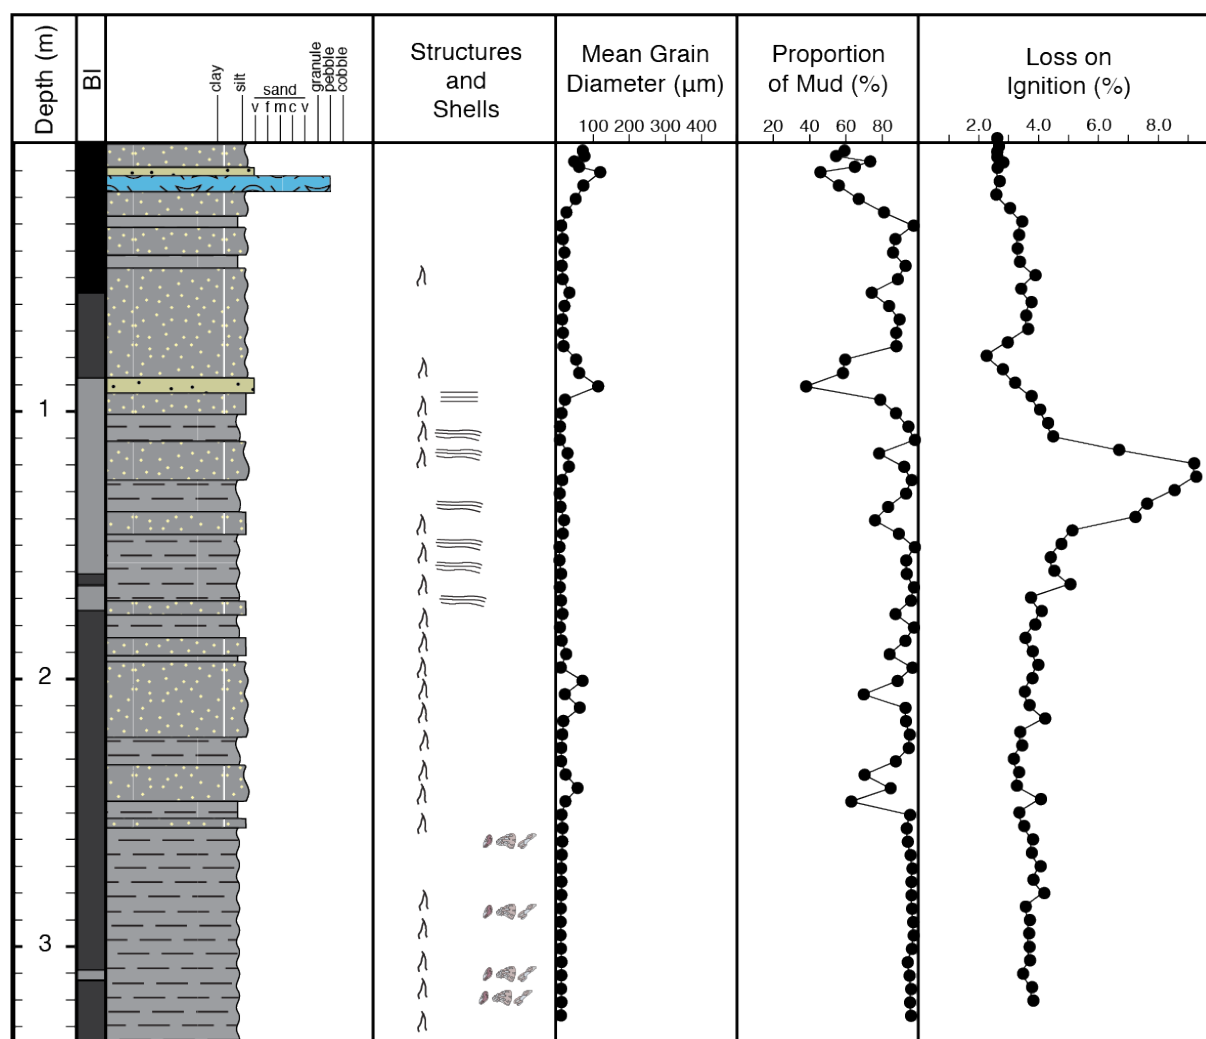 Depth (m)
BI
clay
silt
sand
v f m c v
granule
pebble
cobble
Structures
and
Shells
Mean Grain
Diameter (μm)
100 200 300 400
Proportion
of Mud (%)
20 40 60 80
Loss on
Ignition (%)
2.0 4.0 6.0 8.0
1
2
3